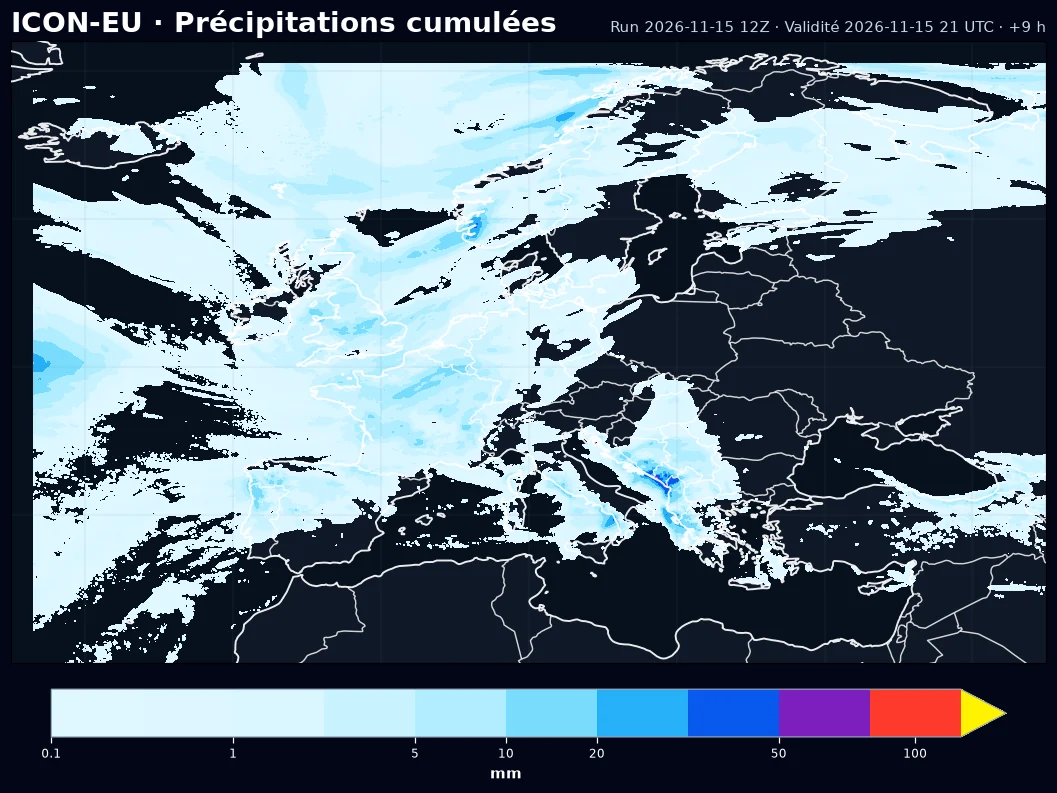 ICON-EU · Précipitations cumulées
Run 2026-11-15 12Z · Validité 2026-11-15 21 UTC · +9 h
0.1 1 5 10 20 50 100
mm